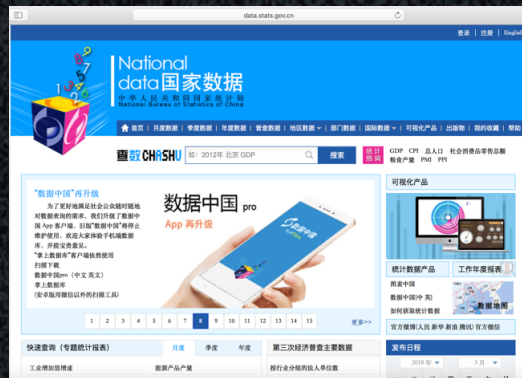 data.stats.gov.cn
登录 | 注册 | English
National
data国家数据
中华人民共和国国家统计局
National Bureau of Statistics of China
首页 | 月度数据 | 季度数据 | 年度数据 | 普查数据 | 地区数据 | 部门数据 | 国际数据 | 可视化产品 | 出版物 | 我的收藏 | 帮助
查数 CHASHU 如: 2012年 北京 GDP 搜索 统计热词 GDP CPI 总人口 社会消费品零售总额
粮食产量 PMI PPI
“数据中国”再升级
为了更好地满足社会公众随时随地
对数据查询的需求，我们升级了数据中
国 App 客户端，旧版“数据中国”将停止
维护使用，欢迎大家体验手机端数据
库，并提宝贵意见。
“掌上数据库”客户端依然使用
扫描下载
数据中国pro（中文 英文）
掌上数据库
(安卓版用微信以外的扫描工具)
数据中国 pro
App 再升级
数据中国
1 2 3 4 5 6 7 8 9 10 11 12 13 14 15
更多>>
可视化产品
统计数据产品
工作年度报表
图表中国
数据中国(中 英)
如何获取统计数据
数据地图
官方微博(人民 新华 新浪 腾讯) 官方微信
快速查询（专题统计报表）
月度 季度 年度
工业增加值增速
能源产品产量
第三次经济普查主要数据
按行业分组的法人单位数
发布日程
2016 年
3 月